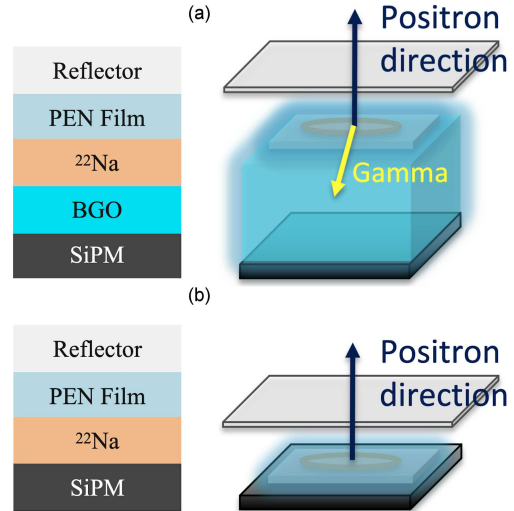 (a)
Reflector
PEN Film
²²Na
BGO
SiPM
Positron
direction
Gamma
(b)
Reflector
PEN Film
²²Na
SiPM
Positron
direction